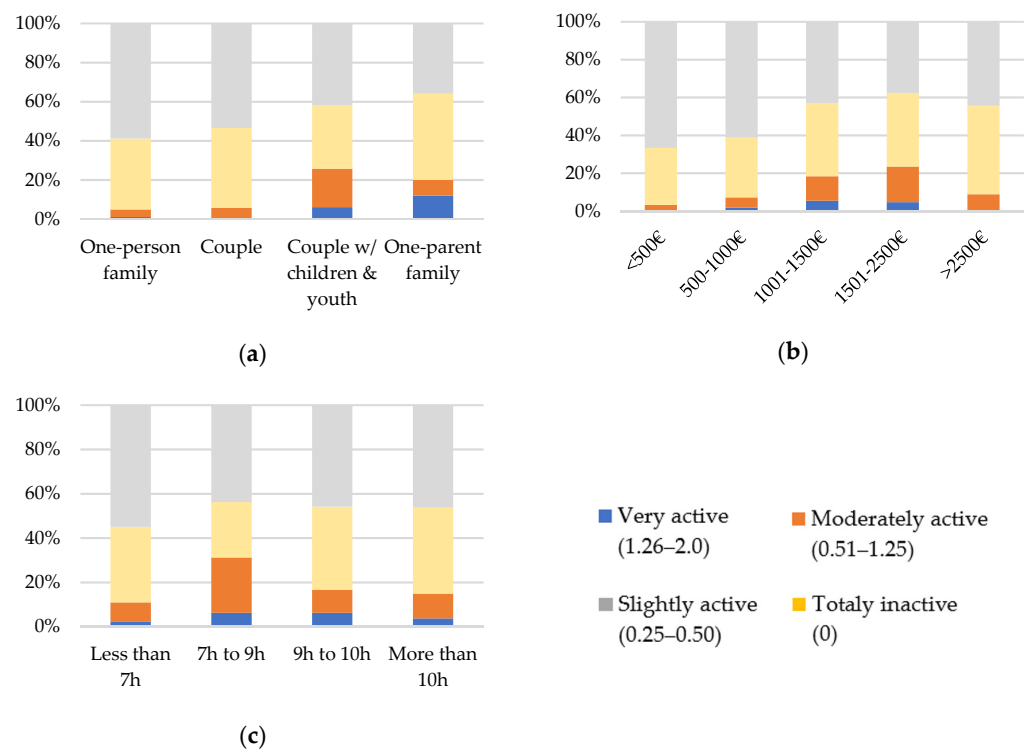 100%
80%
60%
40%
20%
0%
One-person family
Couple
Couple w/ children & youth
One-parent family
(a)
100%
80%
60%
40%
20%
0%
<500€
500-1000€
1001-1500€
1501-2500€
>2500€
(b)
100%
80%
60%
40%
20%
0%
Less than 7h
7h to 9h
9h to 10h
More than 10h
(c)
Very active
(1.26–2.0)
Moderately active
(0.51–1.25)
Slightly active
(0.25–0.50)
Totaly inactive
(0)